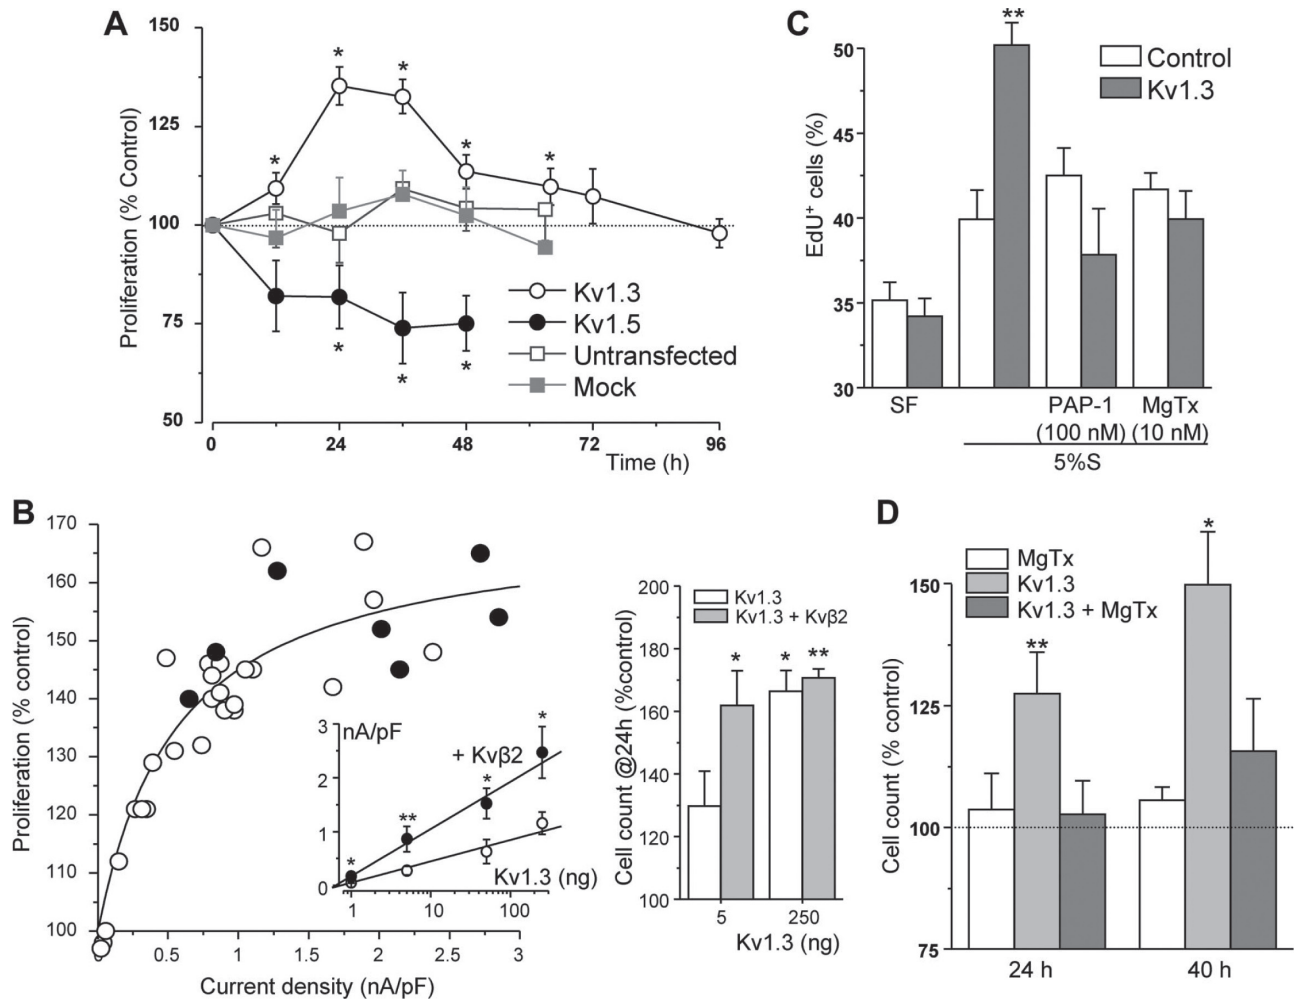 A
Proliferation (% Control)
150
125
100
75
50
0
24
48
72
96
Time (h)
Kv1.3
Kv1.5
Untransfected
Mock
*
*
*
*
*
*
*
*
C
EdU⁺ cells (%)
50
45
40
35
30
**
Control
Kv1.3
SF
PAP-1
(100 nM)
MgTx
(10 nM)
5%S
B
Proliferation (% control)
170
160
150
140
130
120
110
100
0.5
1
1.5
2
2.5
3
Current density (nA/pF)
nA/pF
3
2
1
0
+ Kvβ2
*
**
*
*
Kv1.3 (ng)
1
10
100
Cell count @24h (%control)
200
180
160
140
120
100
Kv1.3
Kv1.3 + Kvβ2
*
*
**
5
250
Kv1.3 (ng)
D
Cell count (% control)
150
125
100
75
MgTx
Kv1.3
Kv1.3 + MgTx
**
*
24 h
40 h